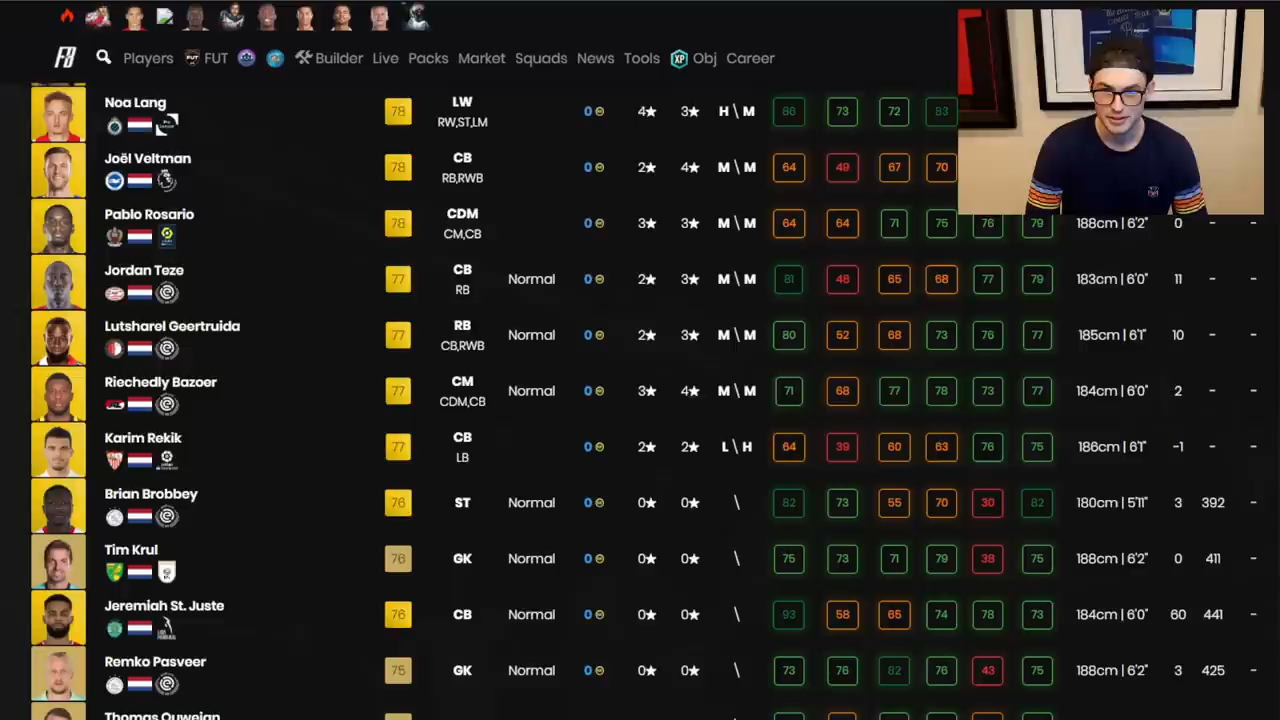 F8 Players FUT Builder Live Packs Market Squads News Tools XP Obj Career
Noa Lang 78 LW 0 4★ 3★ H \ M 86 73 72 83
RW,ST,LM
Joël Veltman 78 CB 0 2★ 4★ M \ M 64 49 67 70
RB,RWB
Pablo Rosario 78 CDM 0 3★ 3★ M \ M 64 64 71 75 76 79 188cm | 6'2" 0 - -
CM,CB
Jordan Teze 77 CB Normal 0 2★ 3★ M \ M 81 48 65 68 77 79 183cm | 6'0" 11 - -
RB
Lutsharel Geertruida 77 RB Normal 0 2★ 3★ M \ M 80 52 68 73 76 77 185cm | 6'1" 10 - -
CB,RWB
Riechedly Bazoer 77 CM Normal 0 3★ 4★ M \ M 71 68 77 78 73 77 184cm | 6'0" 2 - -
CDM,CB
Karim Rekik 77 CB Normal 0 2★ 2★ L \ H 64 39 60 63 76 75 186cm | 6'1" -1 - -
LB
Brian Brobbey 76 ST Normal 0 0★ 0★ \ 82 73 55 70 30 82 180cm | 5'11" 3 392 -
Tim Krul 76 GK Normal 0 0★ 0★ \ 75 73 71 79 38 75 188cm | 6'2" 0 411 -
Jeremiah St. Juste 76 CB Normal 0 0★ 0★ \ 93 58 65 74 78 73 184cm | 6'0" 60 441 -
Remko Pasveer 75 GK Normal 0 0★ 0★ \ 73 76 82 76 43 75 188cm | 6'2" 3 425 -
Thomas Ouwejan